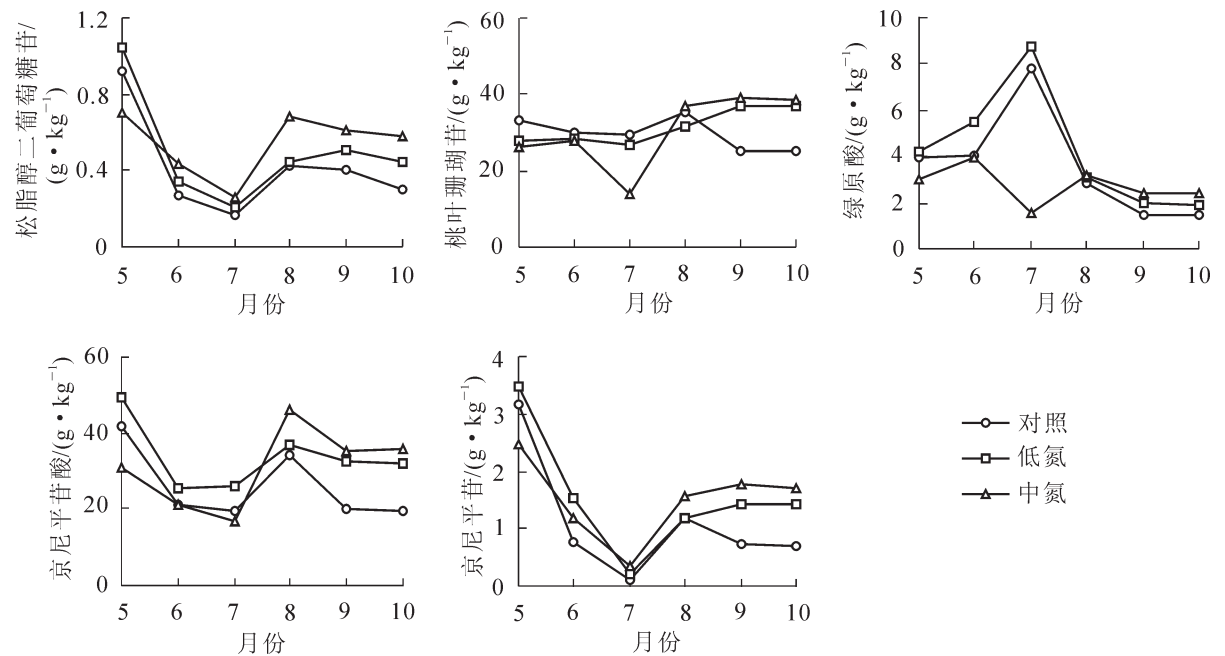 松脂醇二葡萄糖苷/
(g·kg⁻¹)
1.2
0.8
0.4
0
5 6 7 8 9 10
月份
桃叶珊瑚苷/(g·kg⁻¹)
60
40
20
0
5 6 7 8 9 10
月份
绿原酸/(g·kg⁻¹)
10
8
6
4
2
0
5 6 7 8 9 10
月份
京尼平苷酸/(g·kg⁻¹)
60
40
20
0
5 6 7 8 9 10
月份
京尼平苷/(g·kg⁻¹)
4
3
2
1
0
5 6 7 8 9 10
月份
对照
低氮
中氮